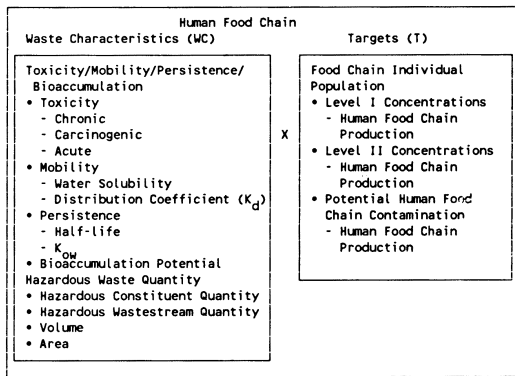 Human Food Chain
Waste Characteristics (WC)
Targets (T)
Toxicity/Mobility/Persistence/
Bioaccumulation
• Toxicity
- Chronic
- Carcinogenic
- Acute
• Mobility
- Water Solubility
- Distribution Coefficient (Kd)
• Persistence
- Half-life
- Kow
• Bioaccumulation Potential
Hazardous Waste Quantity
• Hazardous Constituent Quantity
• Hazardous Wastestream Quantity
• Volume
• Area
X
Food Chain Individual
Population
• Level I Concentrations
- Human Food Chain
Production
• Level II Concentrations
- Human Food Chain
Production
• Potential Human Food
Chain Contamination
- Human Food Chain
Production